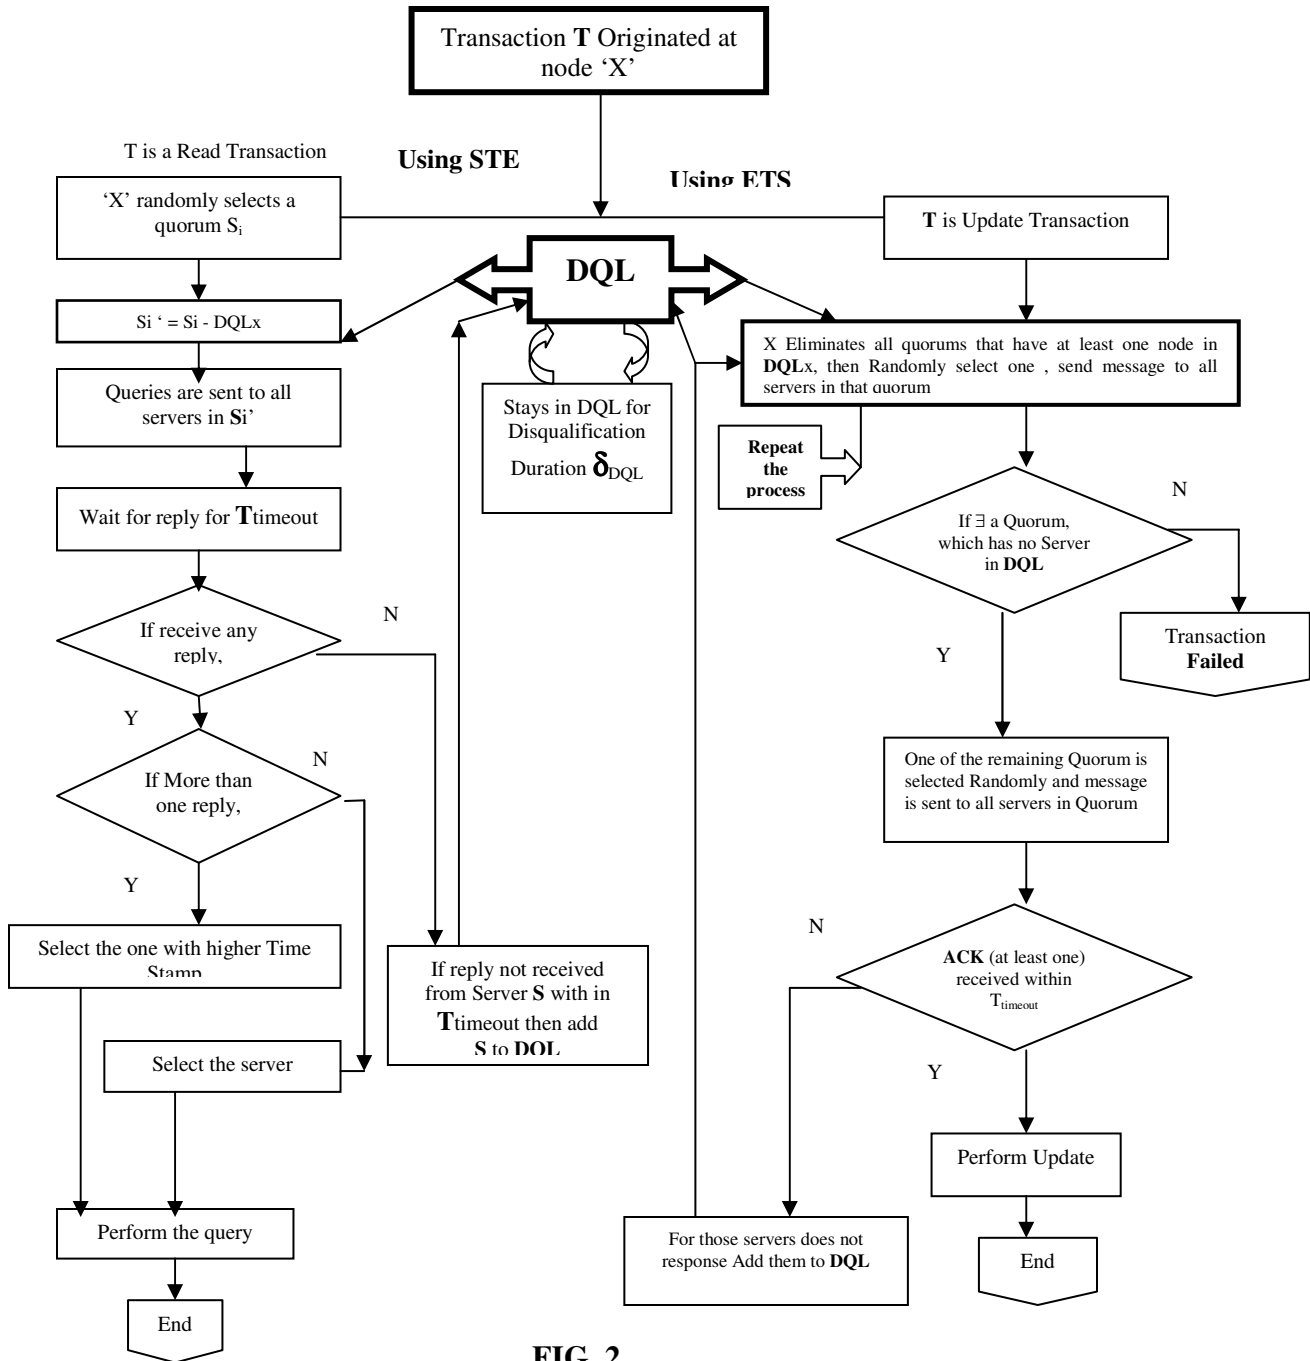 Transaction T Originated at
node ‘X’
T is a Read Transaction
Using STE
Using ETS
‘X’ randomly selects a
quorum Si
T is Update Transaction
DQL
Si ‘ = Si - DQLx
X Eliminates all quorums that have at least one node in
DQLx, then Randomly select one , send message to all
servers in that quorum
Queries are sent to all
servers in Si’
Stays in DQL for
Disqualification
Duration δDQL
Repeat
the
process
Wait for reply for Ttimeout
If ∃ a Quorum,
which has no Server
in DQL
N
If receive any
reply,
N
Transaction
Failed
Y
Y
If More than
one reply,
N
One of the remaining Quorum is
selected Randomly and message
is sent to all servers in Quorum
Y
Select the one with higher Time
Stamp
If reply not received
from Server S with in
Ttimeout then add
S to DQL
N
ACK (at least one)
received within
Ttimeout
Select the server
Y
Perform Update
Perform the query
For those servers does not
response Add them to DQL
End
End
FIG. 2